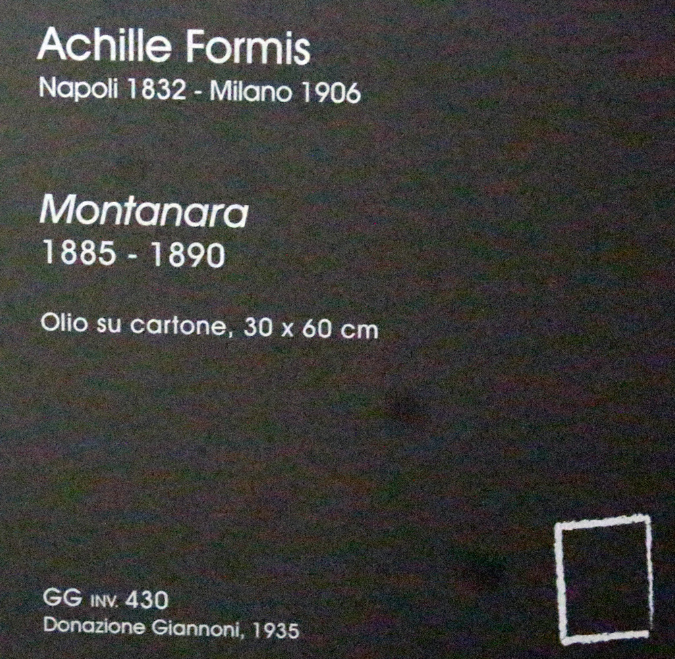 Achille Formis
Napoli 1832 - Milano 1906
Montanara
1885 - 1890
Olio su cartone, 30 x 60 cm
GG INV. 430
Donazione Giannoni, 1935